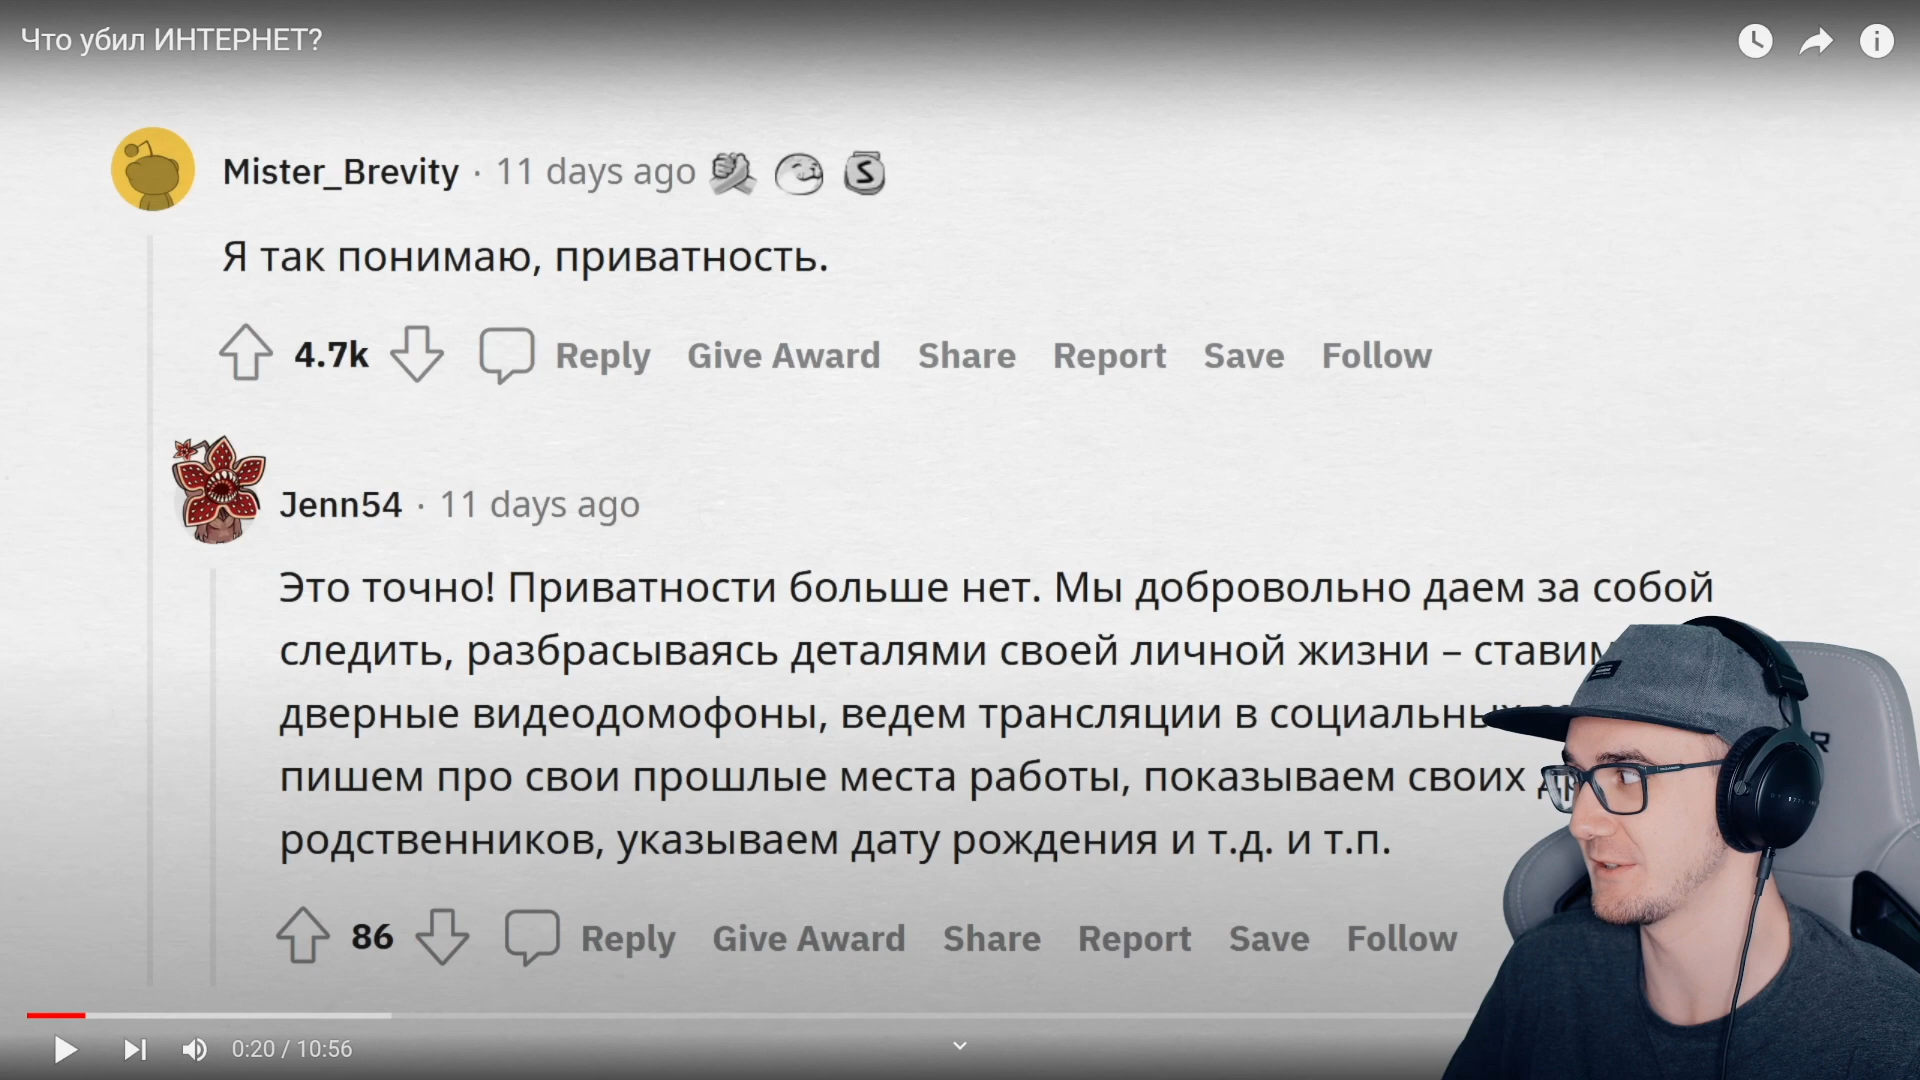 Что убил ИНТЕРНЕТ?
Mister_Brevity · 11 days ago
Я так понимаю, приватность.
4.7k Reply Give Award Share Report Save Follow
Jenn54 · 11 days ago
Это точно! Приватности больше нет. Мы добровольно даем за собой
следить, разбрасываясь деталями своей личной жизни – ставим
дверные видеодомофоны, ведем трансляции в социальных
пишем про свои прошлые места работы, показываем своих
родственников, указываем дату рождения и т.д. и т.п.
86 Reply Give Award Share Report Save Follow
0:20 / 10:56